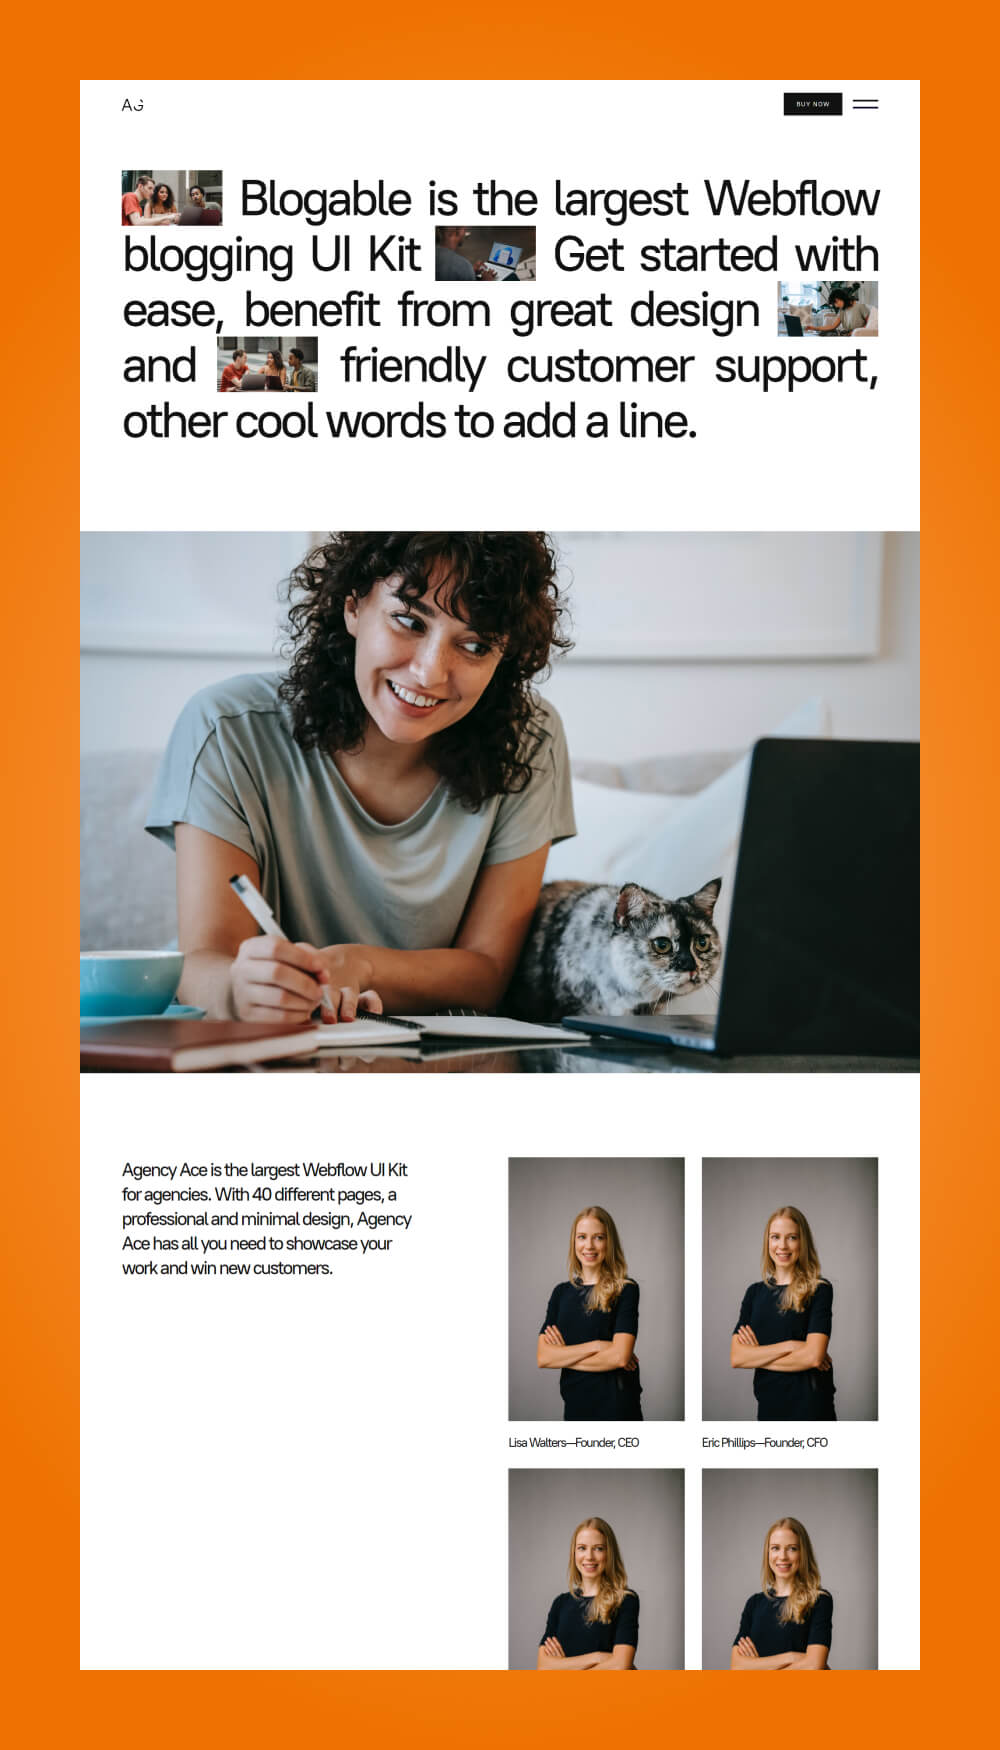 AG
BUY NOW
Blogable is the largest Webflow
blogging UI Kit Get started with
ease, benefit from great design
and friendly customer support,
other cool words to add a line.
Agency Ace is the largest Webflow UI Kit
for agencies. With 40 different pages, a
professional and minimal design, Agency
Ace has all you need to showcase your
work and win new customers.
Lisa Walters—Founder, CEO
Eric Phillips—Founder, CFO